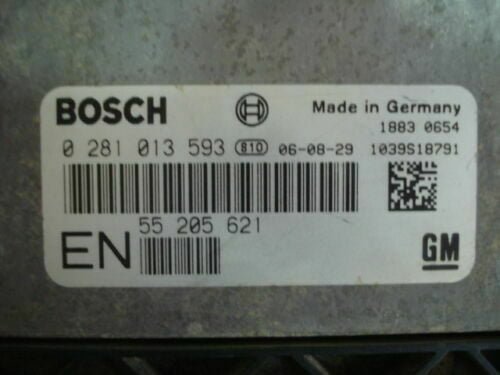 BOSCH
Made in Germany
1883 0654
0 281 013 593 S10 06-08-29 1039S18791
55 205 621
EN
GM